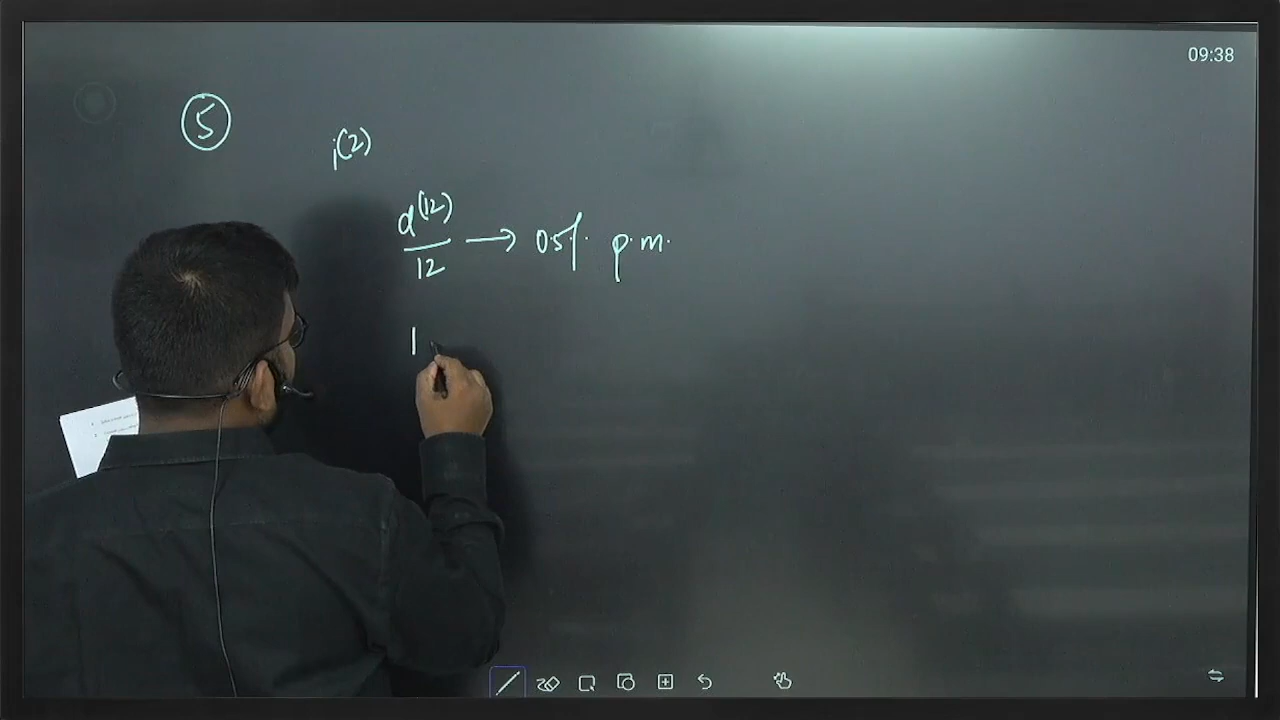 09:38
5
i(2)
d(12)
12 → 0.5% p.m.
1